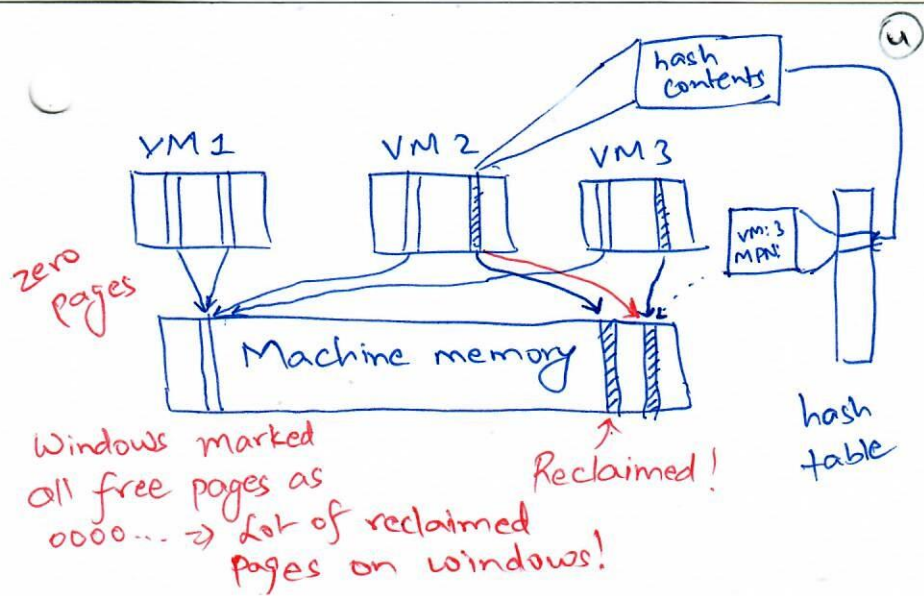 4
hash
contents
VM 1
VM 2
VM 3
vm: 3
MPN:
zero
pages
Machine memory
hash
table
Windows marked
all free pages as
0000... => Lot of reclaimed
pages on windows!
Reclaimed!